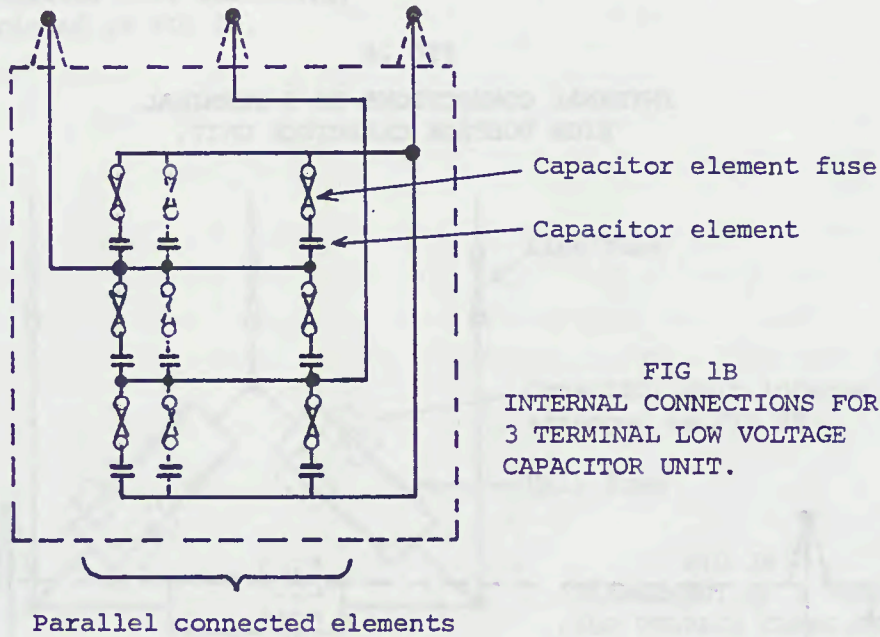 Capacitor element fuse
Capacitor element
FIG 1B
INTERNAL CONNECTIONS FOR
3 TERMINAL LOW VOLTAGE
CAPACITOR UNIT.
Parallel connected elements